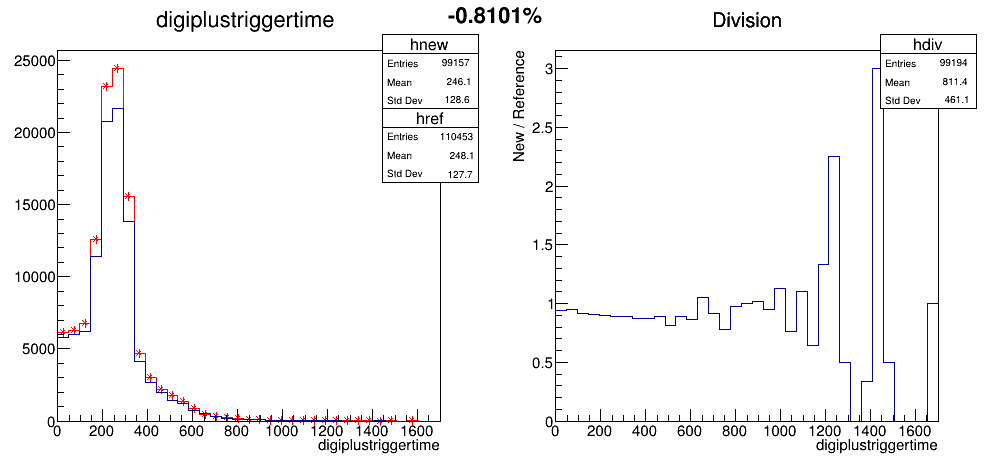 -0.8101%
digiplustriggertime
hnew
Entries 99157
Mean 246.1
Std Dev 128.6
href
Entries 110453
Mean 248.1
Std Dev 127.7
25000
20000
15000
10000
5000
0
0 200 400 600 800 1000 1200 1400 1600
digiplustriggertime
Division
hdiv
Entries 99194
Mean 811.4
Std Dev 461.1
New / Reference
3
2.5
2
1.5
1
0.5
0
0 200 400 600 800 1000 1200 1400 1600
digiplustriggertime